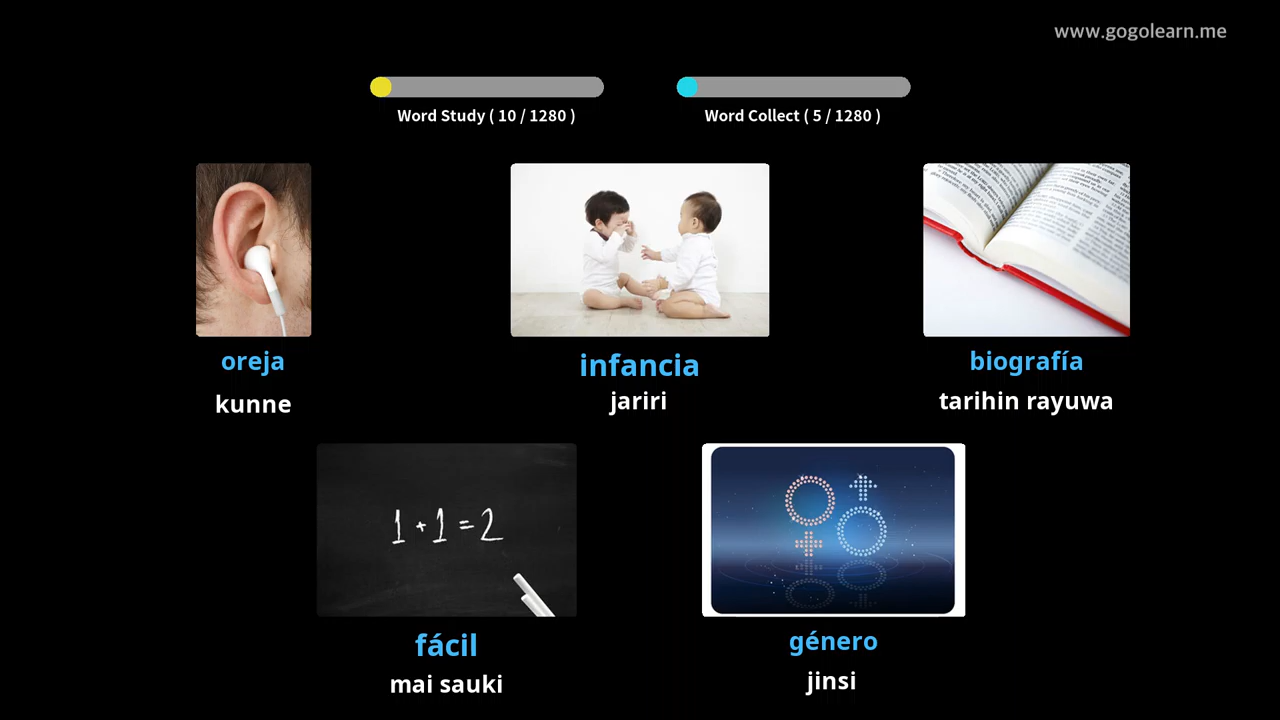 www.gogolearn.me
Word Study ( 10 / 1280 )
Word Collect ( 5 / 1280 )
oreja
kunne
infancia
jariri
biografía
tarihin rayuwa
1 + 1 = 2
fácil
mai sauki
género
jinsi